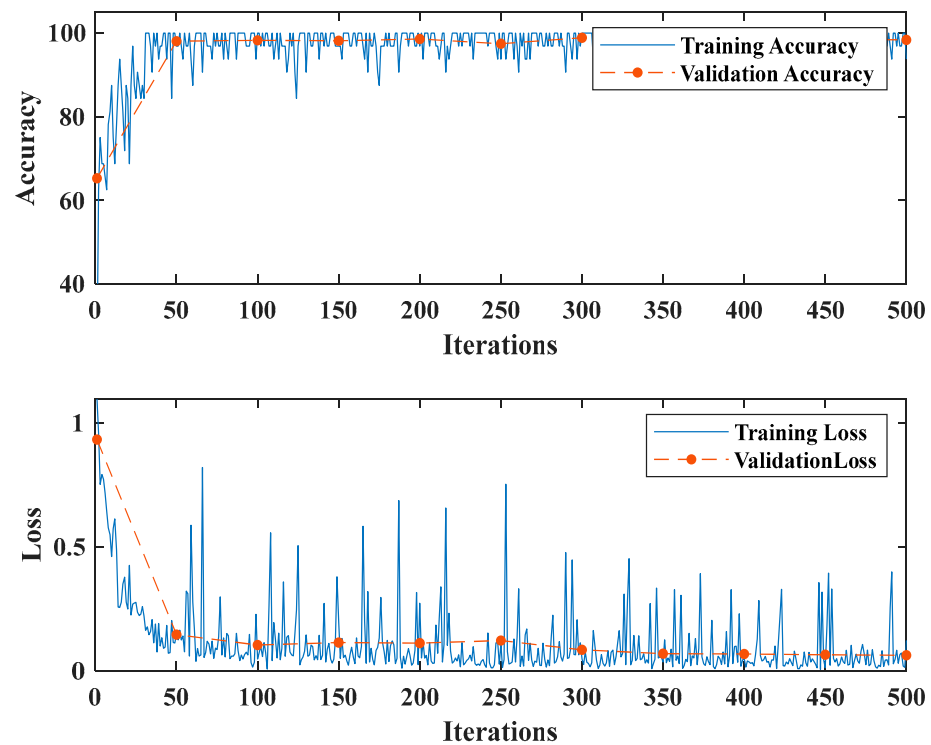 100
80
60
40
Accuracy
Training Accuracy
Validation Accuracy
0 50 100 150 200 250 300 350 400 450 500
Iterations
1
0.5
0
Loss
Training Loss
ValidationLoss
0 50 100 150 200 250 300 350 400 450 500
Iterations